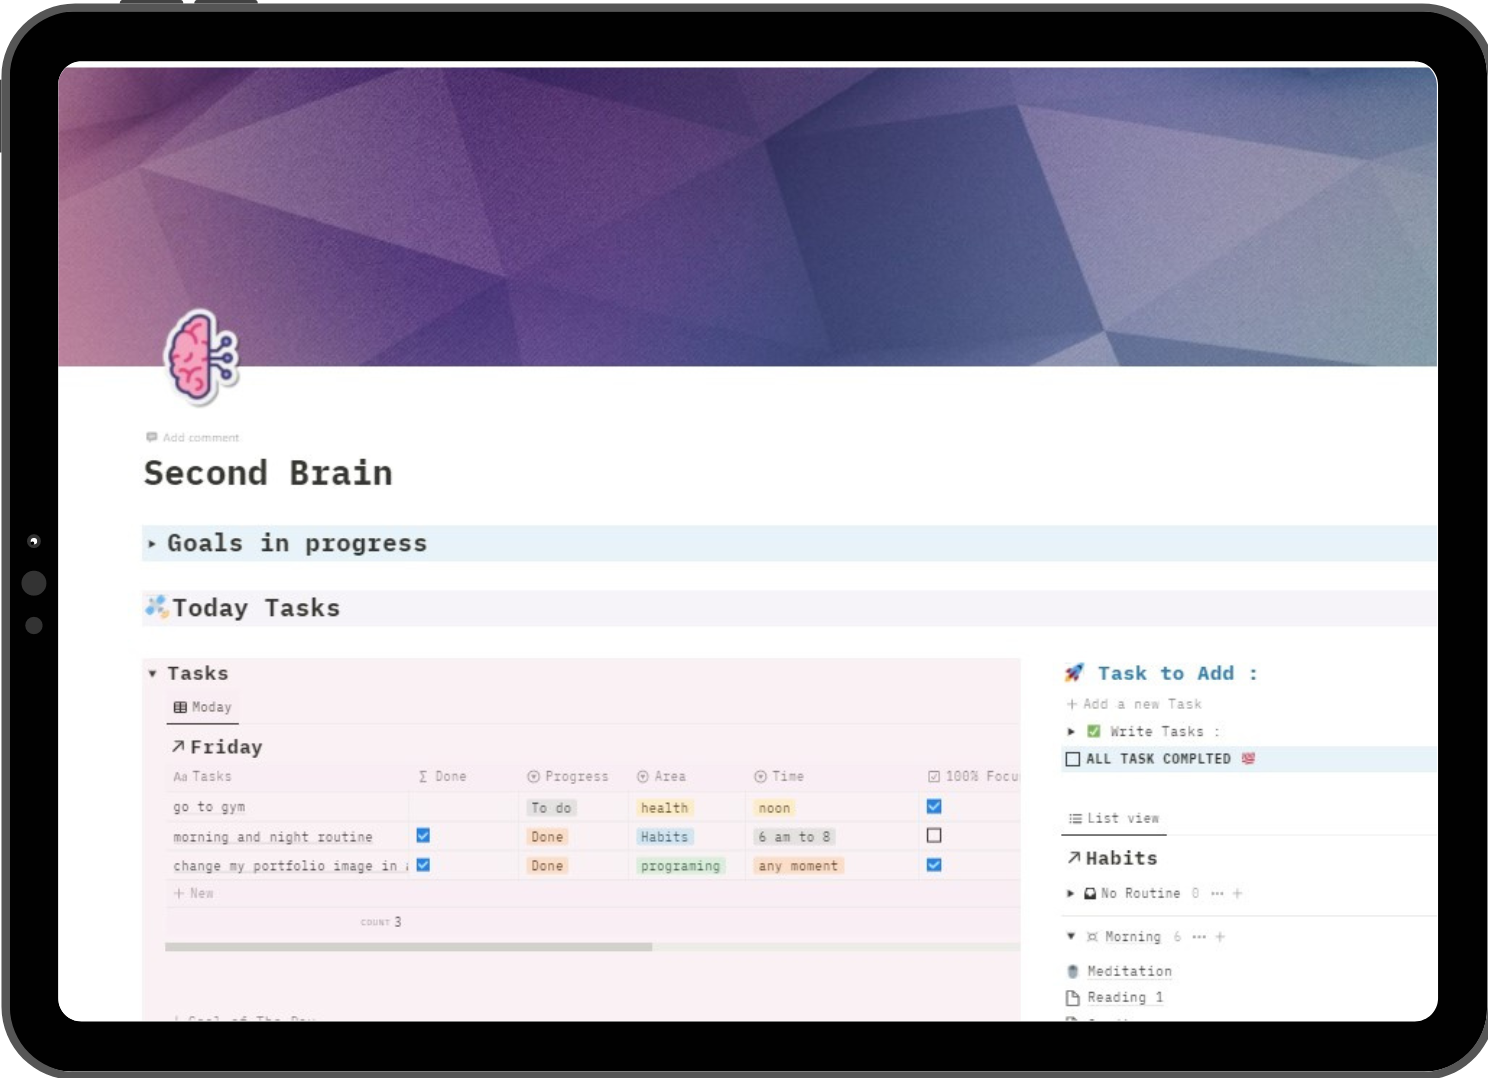 Add comment
Second Brain
Goals in progress
Today Tasks
Tasks
Moday
Friday
Aa Tasks Σ Done Progress Area Time 100% Focu
go to gym To do health noon
morning and night routine Done Habits 6 am to 8
change my portfolio image in Done programing any moment
+ New
COUNT 3
Task to Add :
+ Add a new Task
Write Tasks :
ALL TASK COMPLTED 💯
List view
Habits
No Routine 0 ••• +
Morning 6 ••• +
Meditation
Reading 1